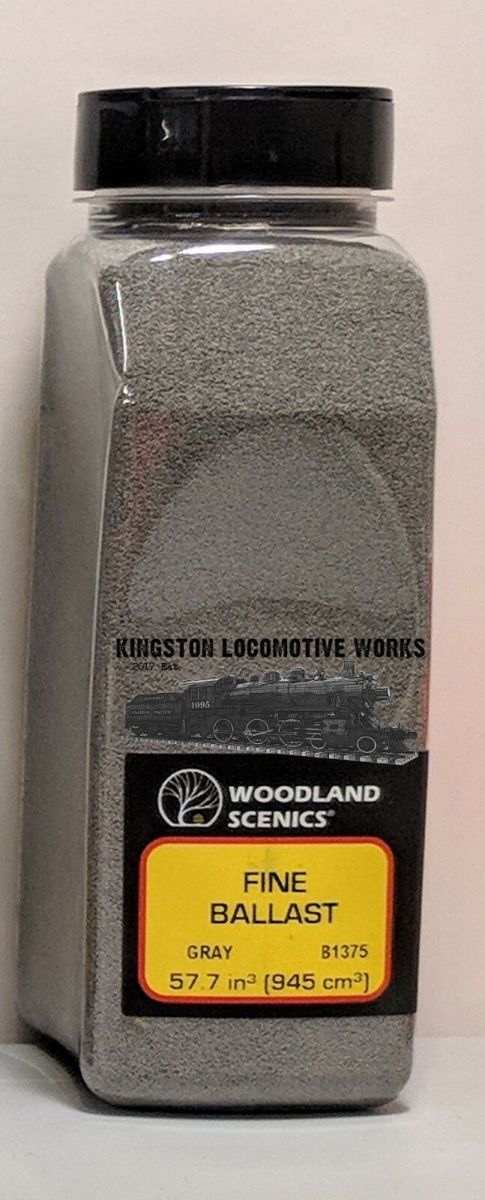 KINGSTON LOCOMOTIVE WORKS
2017 Est.
1095
WOODLAND
SCENICS®
FINE
BALLAST
GRAY B1375
57.7 in³ (945 cm³)